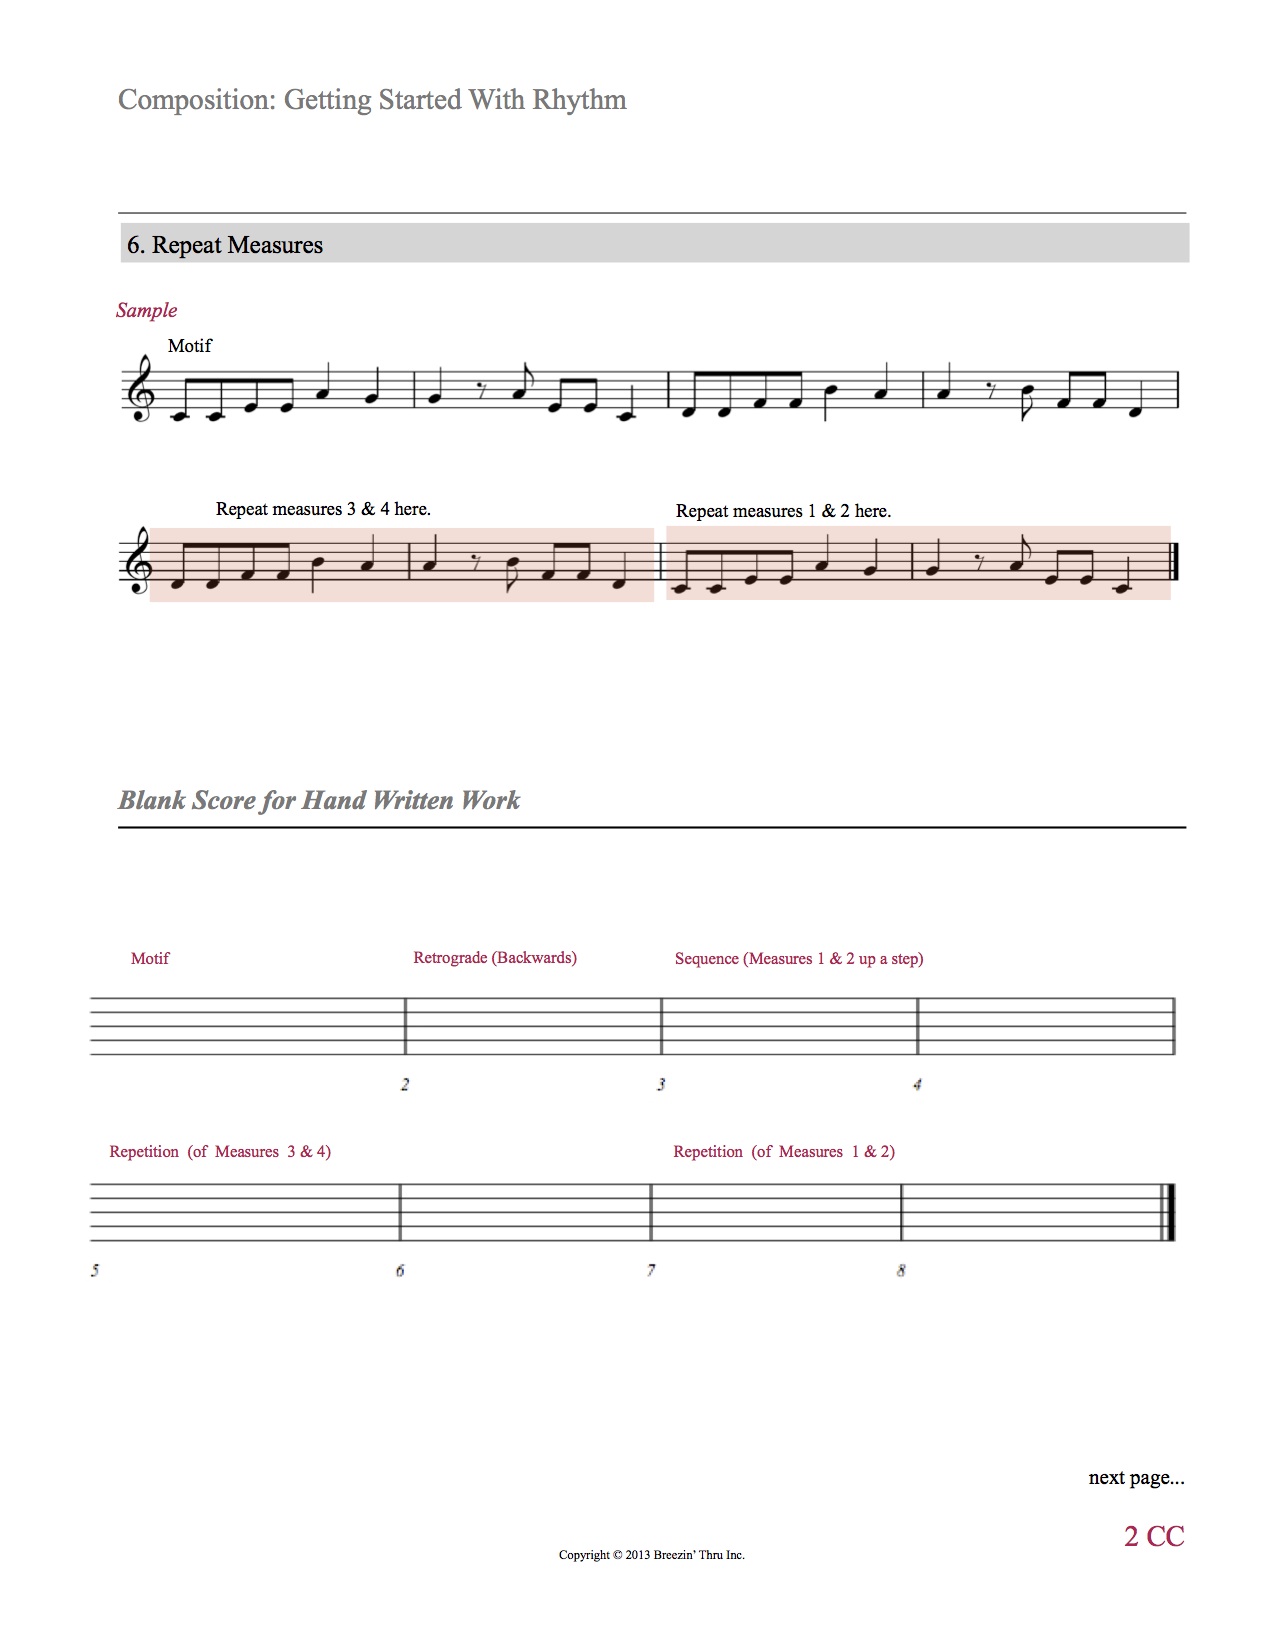 Composition: Getting Started With Rhythm
6. Repeat Measures
Sample
Motif
Repeat measures 3 & 4 here.
Repeat measures 1 & 2 here.
Blank Score for Hand Written Work
Motif
Retrograde (Backwards)
Sequence (Measures 1 & 2 up a step)
2
3
4
Repetition (of Measures 3 & 4)
Repetition (of Measures 1 & 2)
5
6
7
8
next page...
2 CC
Copyright © 2013 Breezin' Thru Inc.